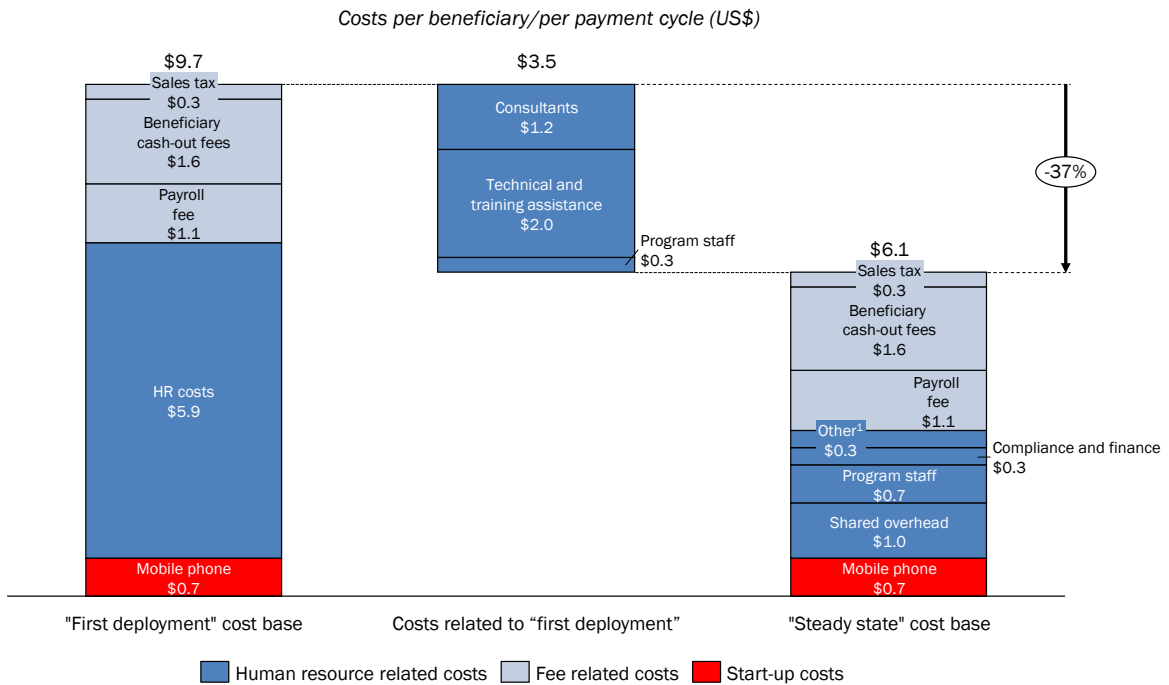 Costs per beneficiary/per payment cycle (US$)
$9.7
Sales tax
$0.3
Beneficiary
cash-out fees
$1.6
Payroll
fee
$1.1
HR costs
$5.9
Mobile phone
$0.7
"First deployment" cost base
$3.5
Consultants
$1.2
Technical and
training assistance
$2.0
Program staff
$0.3
Costs related to “first deployment”
-37%
$6.1
Sales tax
$0.3
Beneficiary
cash-out fees
$1.6
Payroll
fee
$1.1
Other¹
$0.3
Compliance and finance
$0.3
Program staff
$0.7
Shared overhead
$1.0
Mobile phone
$0.7
"Steady state" cost base
Human resource related costs
Fee related costs
Start-up costs